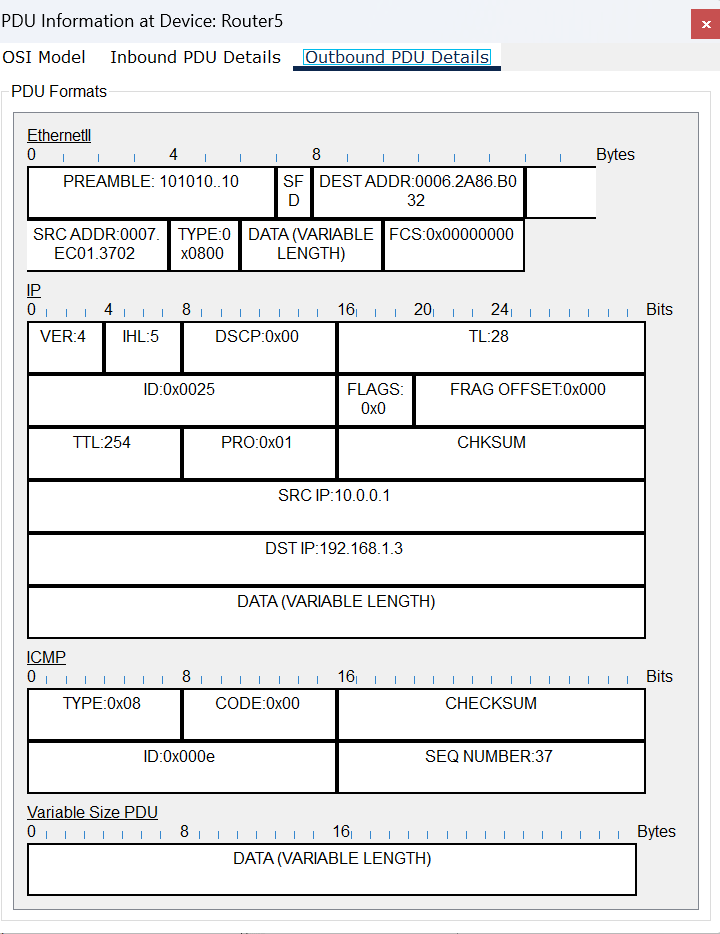 PDU Information at Device: Router5
OSI Model Inbound PDU Details Outbound PDU Details
PDU Formats
EthernetII
0 4 8 Bytes
PREAMBLE: 101010..10 SF DEST ADDR:0006.2A86.B0
D 32
SRC ADDR:0007. TYPE:0 DATA (VARIABLE FCS:0x00000000
EC01.3702 x0800 LENGTH)
IP
0 4 8 16 20 24 Bits
VER:4 IHL:5 DSCP:0x00 TL:28
ID:0x0025 FLAGS: FRAG OFFSET:0x000
0x0
TTL:254 PRO:0x01 CHKSUM
SRC IP:10.0.0.1
DST IP:192.168.1.3
DATA (VARIABLE LENGTH)
ICMP
0 8 16 Bits
TYPE:0x08 CODE:0x00 CHECKSUM
ID:0x000e SEQ NUMBER:37
Variable Size PDU
0 8 16 Bytes
DATA (VARIABLE LENGTH)